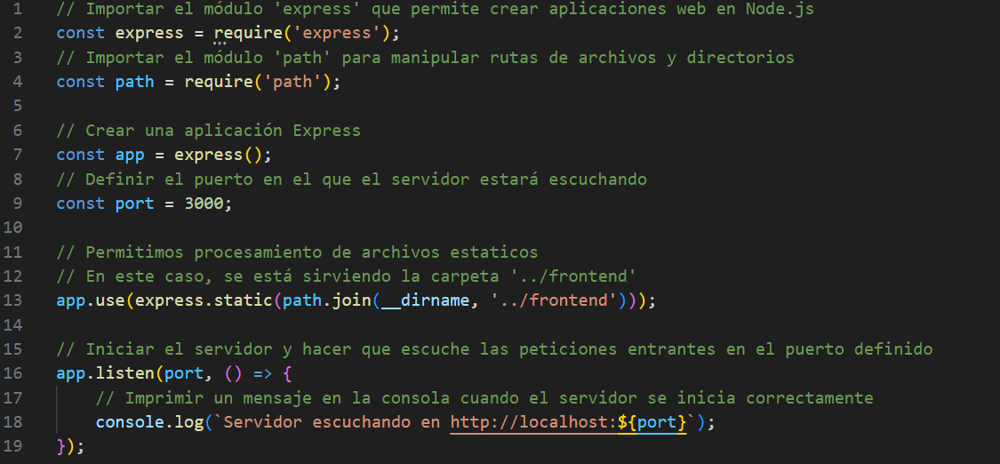 1 // Importar el módulo 'express' que permite crear aplicaciones web en Node.js
2 const express = require('express');
3 // Importar el módulo 'path' para manipular rutas de archivos y directorios
4 const path = require('path');
5
6 // Crear una aplicación Express
7 const app = express();
8 // Definir el puerto en el que el servidor estará escuchando
9 const port = 3000;
10
11 // Permitimos procesamiento de archivos estaticos
12 // En este caso, se está sirviendo la carpeta '../frontend'
13 app.use(express.static(path.join(__dirname, '../frontend')));
14
15 // Iniciar el servidor y hacer que escuche las peticiones entrantes en el puerto definido
16 app.listen(port, () => {
17     // Imprimir un mensaje en la consola cuando el servidor se inicia correctamente
18     console.log(`Servidor escuchando en http://localhost:${port}`);
19 });